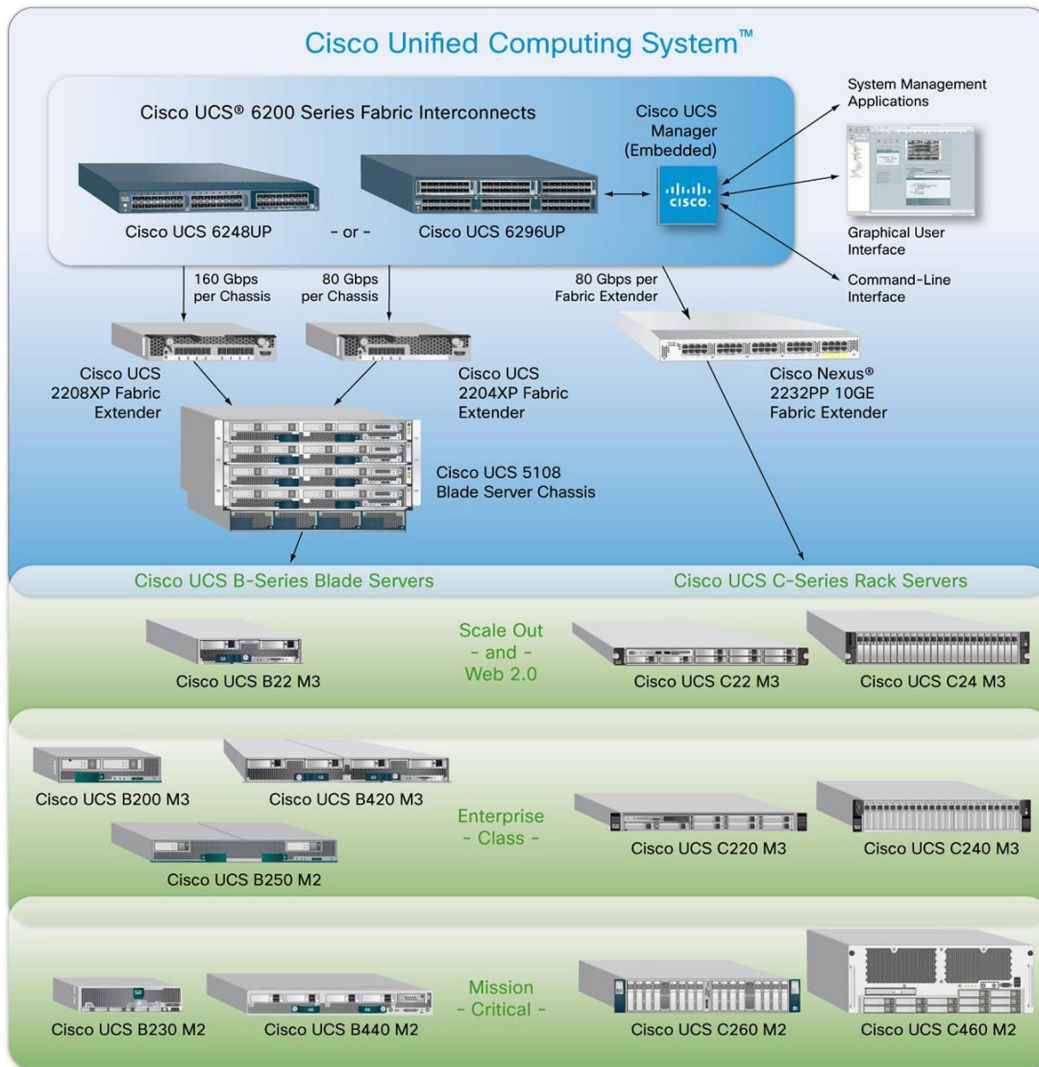 Cisco Unified Computing System™
Cisco UCS® 6200 Series Fabric Interconnects
Cisco UCS
Manager
(Embedded)
System Management
Applications
CISCO.
Cisco UCS 6248UP
- or -
Cisco UCS 6296UP
Graphical User
Interface
Command-Line
Interface
160 Gbps
per Chassis
80 Gbps
per Chassis
80 Gbps per
Fabric Extender
Cisco UCS
2208XP Fabric
Extender
Cisco UCS
2204XP Fabric
Extender
Cisco Nexus®
2232PP 10GE
Fabric Extender
Cisco UCS 5108
Blade Server Chassis
Cisco UCS B-Series Blade Servers
Cisco UCS C-Series Rack Servers
Scale Out
- and -
Web 2.0
Cisco UCS B22 M3
Cisco UCS C22 M3
Cisco UCS C24 M3
Cisco UCS B200 M3
Cisco UCS B420 M3
Enterprise
- Class -
Cisco UCS C220 M3
Cisco UCS C240 M3
Cisco UCS B250 M2
Mission
- Critical -
Cisco UCS B230 M2
Cisco UCS B440 M2
Cisco UCS C260 M2
Cisco UCS C460 M2